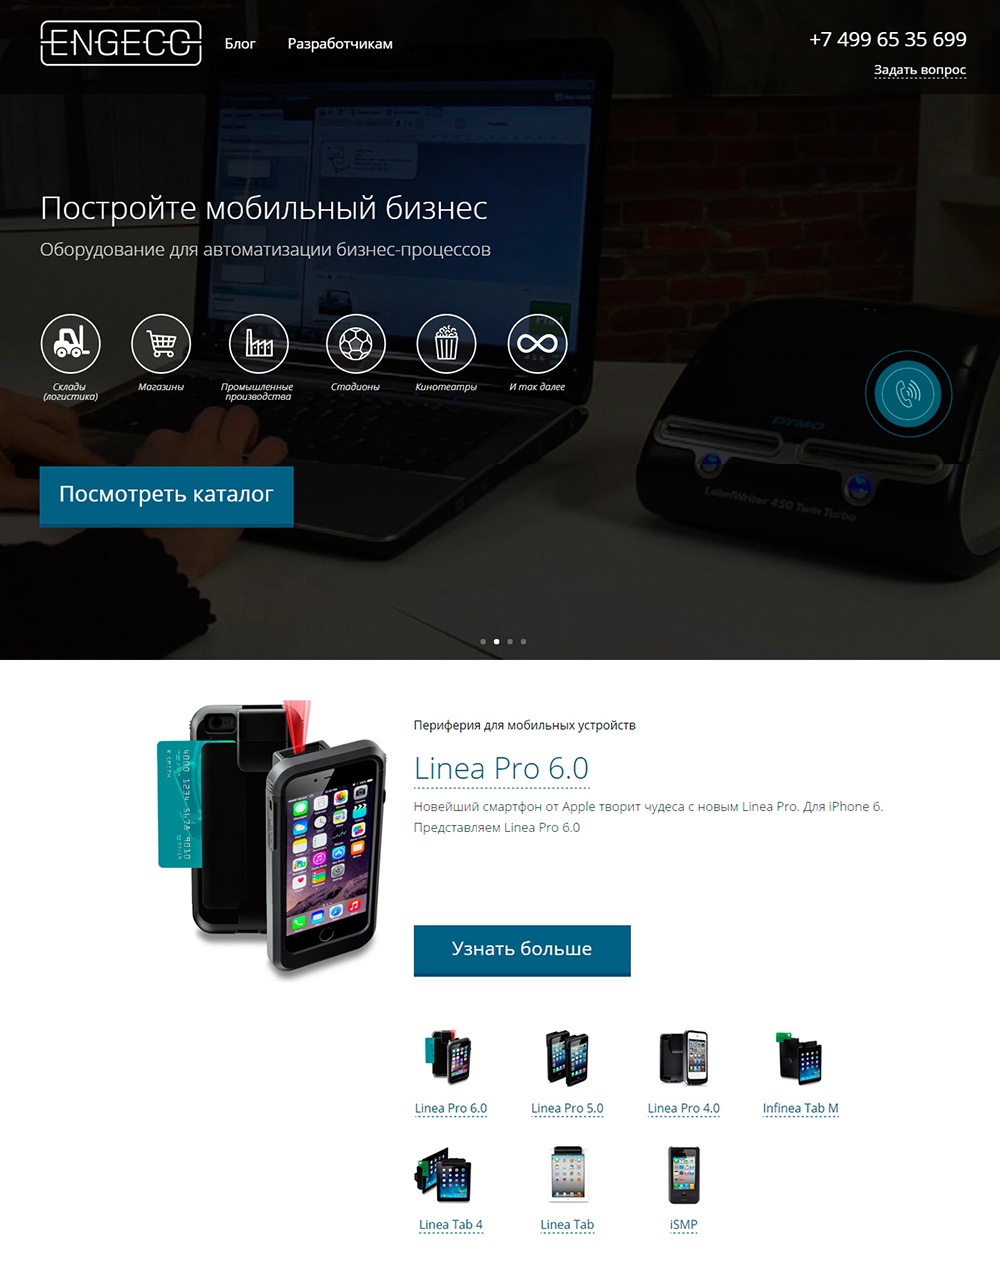 ENGECO
Блог
Разработчикам
+7 499 65 35 699
Задать вопрос
Постройте мобильный бизнес
Оборудование для автоматизации бизнес-процессов
Склады
(логистика)
Магазины
Промышленные
производства
Стадионы
Кинотеатры
И так далее
DYMO
LabelWriter 450 Twin Turbo
Посмотреть каталог
Периферия для мобильных устройств
Linea Pro 6.0
Новейший смартфон от Apple творит чудеса с новым Linea Pro. Для iPhone 6.
Представляем Linea Pro 6.0
Узнать больше
Linea Pro 6.0
Linea Pro 5.0
Linea Pro 4.0
Infinea Tab M
Linea Tab 4
Linea Tab
iSMP